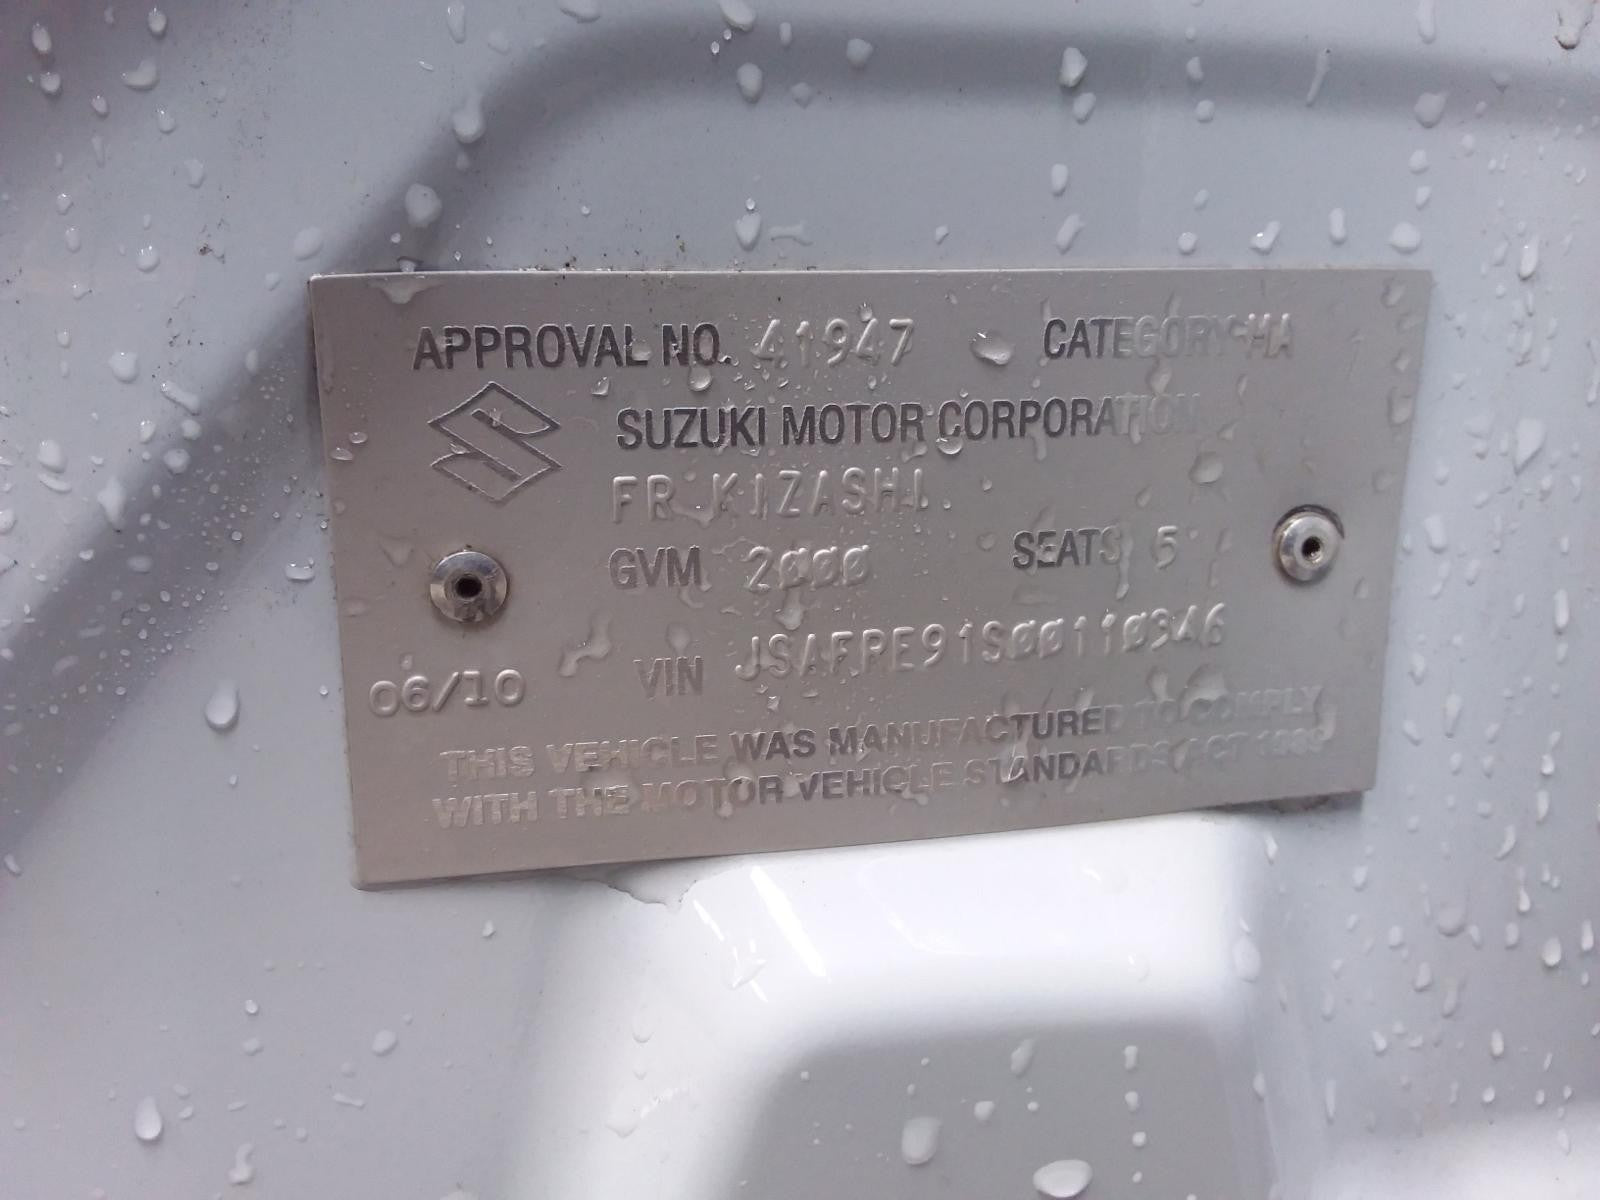 APPROVAL NO. 41947 CATEGORY MA
SUZUKI MOTOR CORPORATION
FR KIZASHI
GVM 2000 SEATS 5
06/10 VIN JSAFRE91S00110346
THIS VEHICLE WAS MANUFACTURED TO COMPLY
WITH THE MOTOR VEHICLE STANDARDS ACT 1989